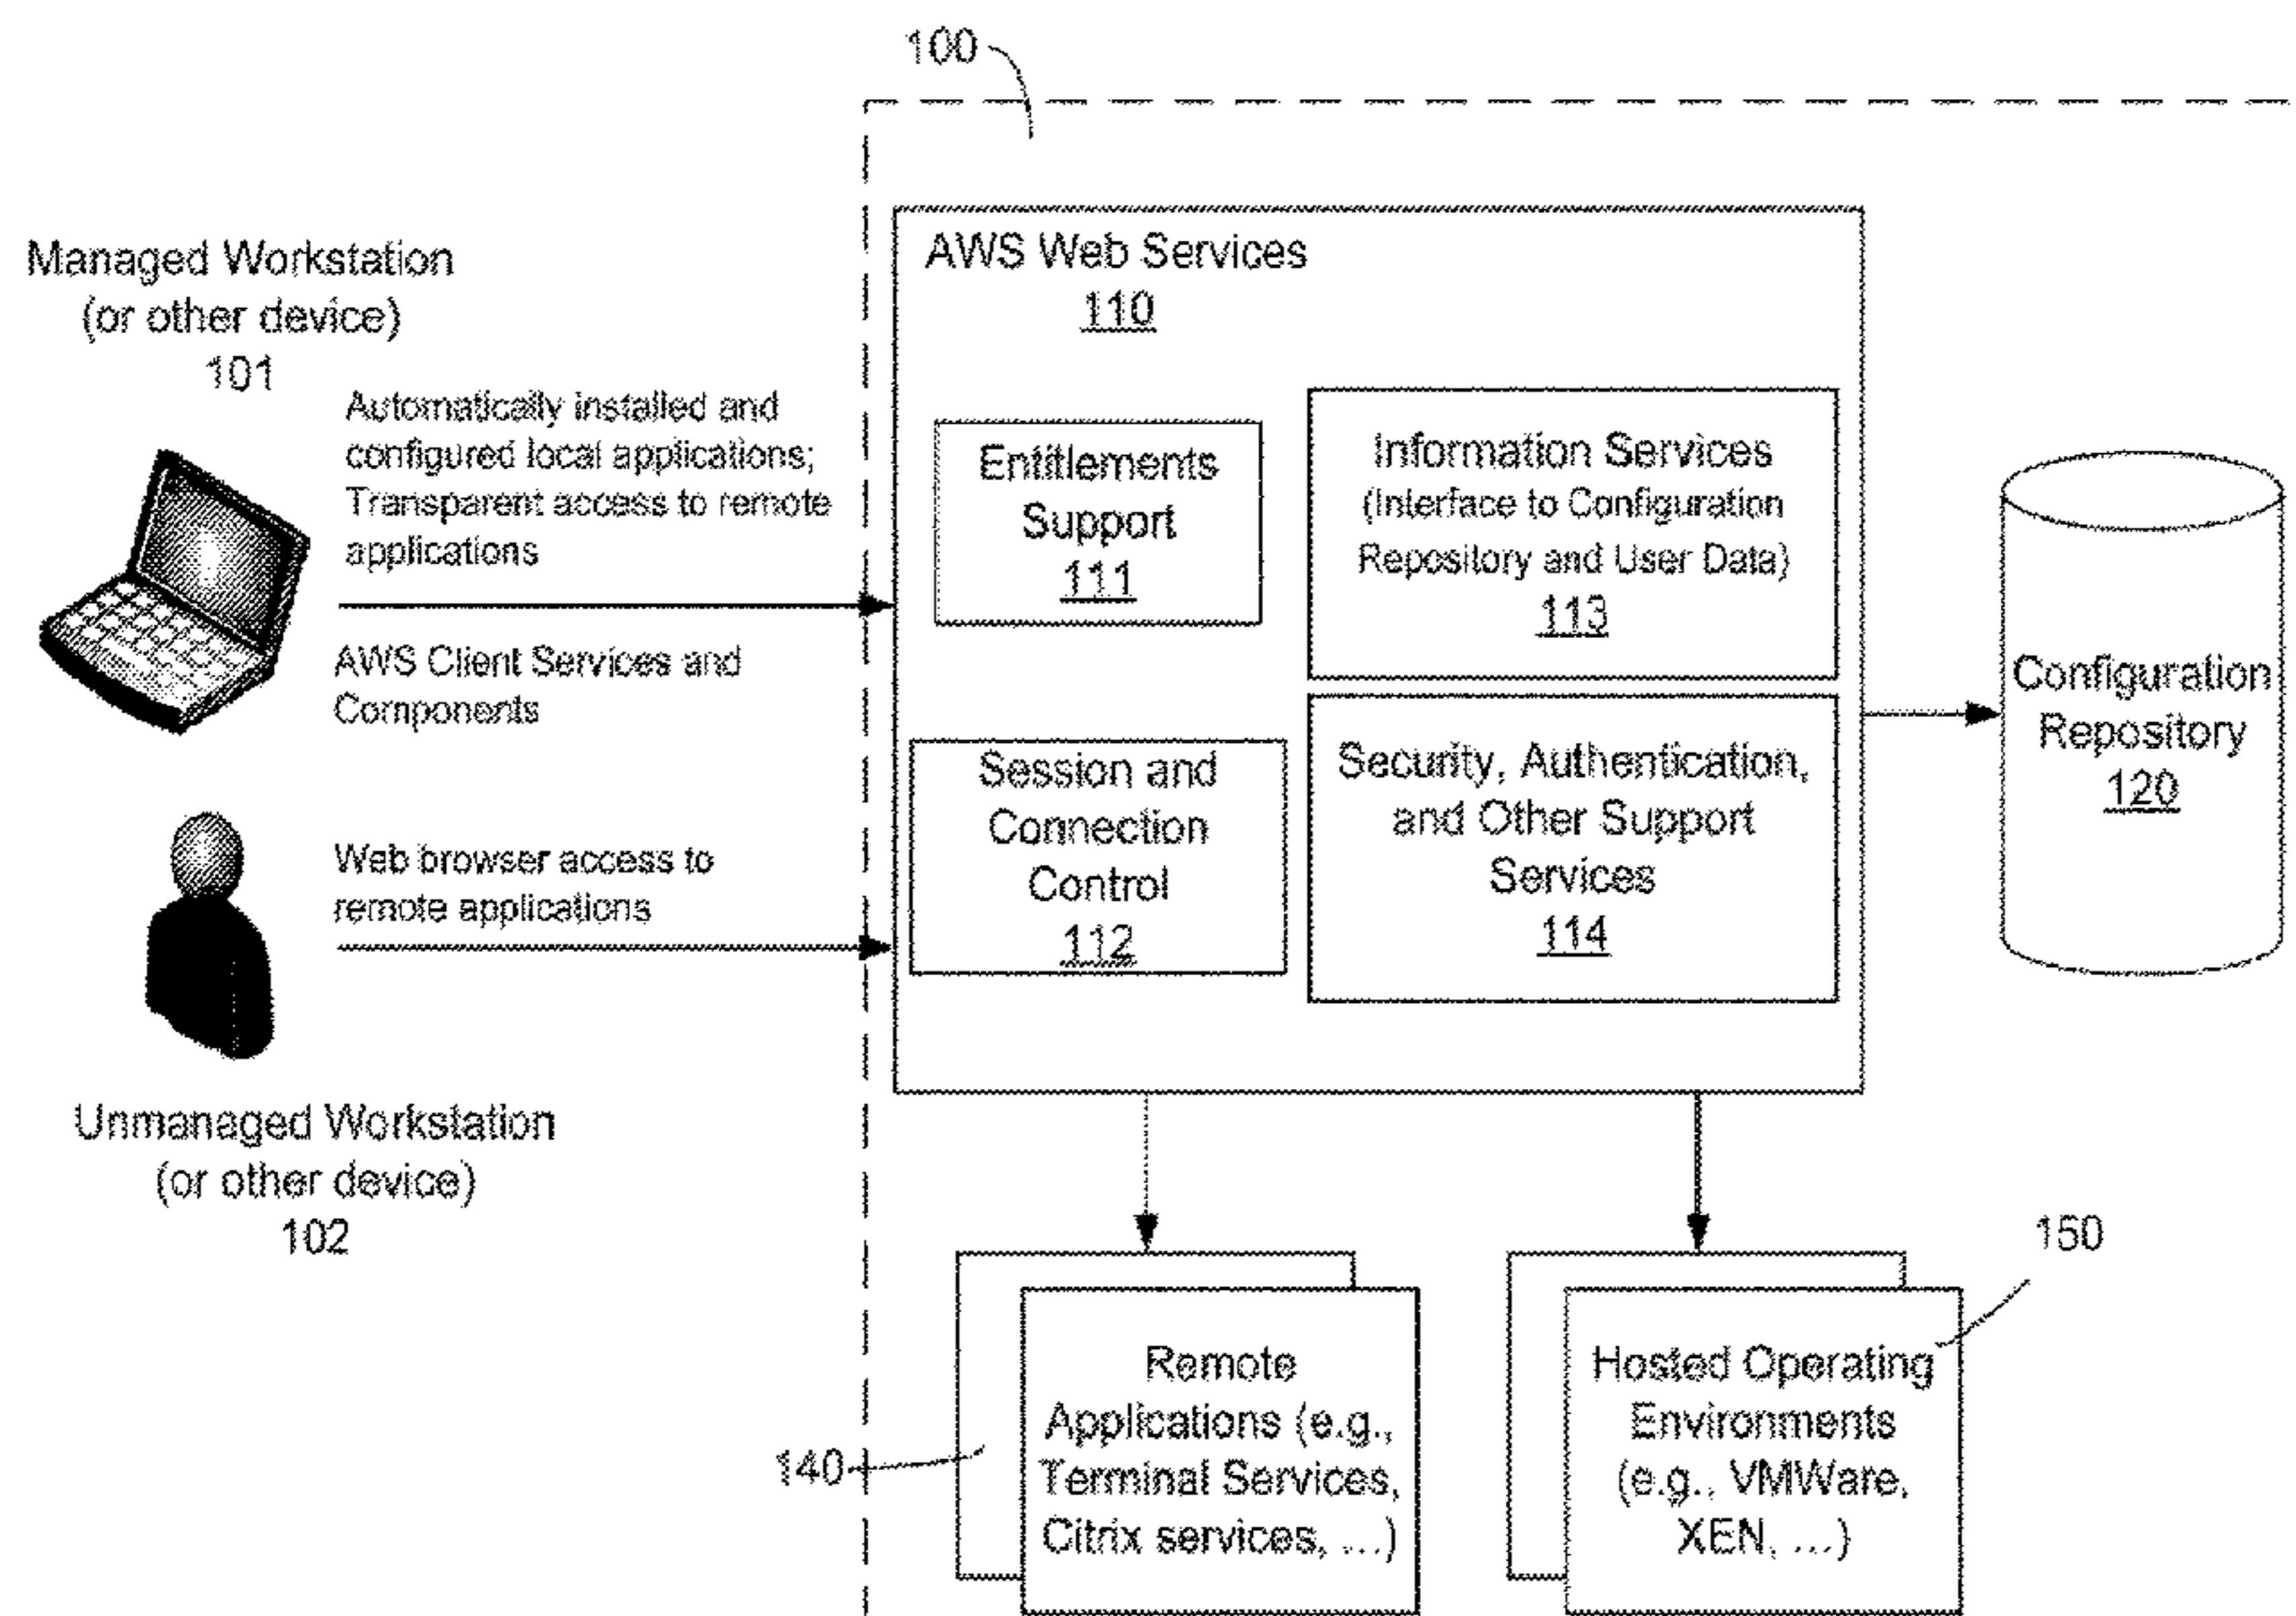 100
Managed Workstation
(or other device)
101
Automatically installed and
configured local applications;
Transparent access to remote
applications
AWS Client Services and
Components
Web browser access to
remote applications
Unmanaged Workstation
(or other device)
102
AWS Web Services
110
Entitlements
Support
111
Information Services
(Interface to Configuration
Repository and User Data)
113
Session and
Connection
Control
112
Security, Authentication,
and Other Support
Services
114
Configuration
Repository
120
140
Remote
Applications (e.g.,
Terminal Services,
Citrix services, ...)
150
Hosted Operating
Environments
(e.g., VMWare,
XEN, ...)